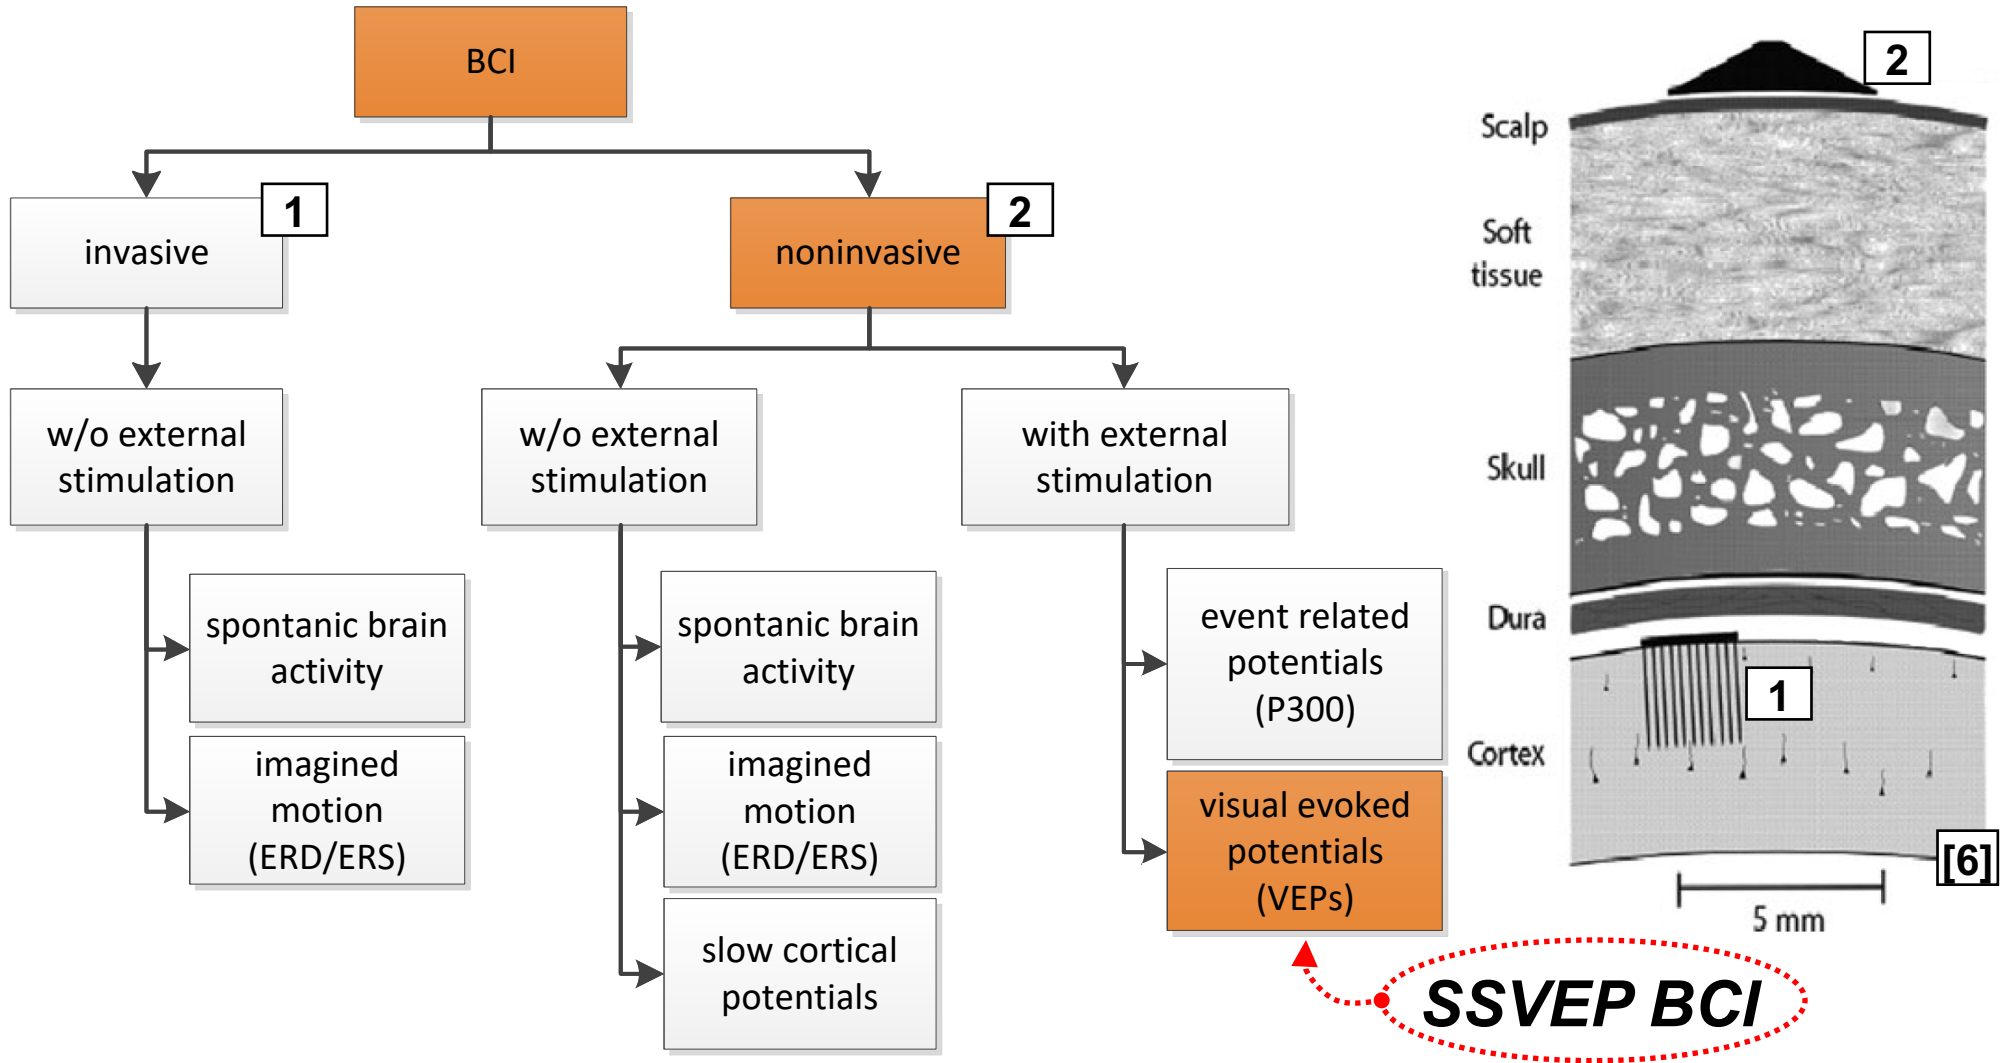 BCI
1
invasive
2
noninvasive
w/o external
stimulation
w/o external
stimulation
with external
stimulation
spontanic brain
activity
imagined
motion
(ERD/ERS)
spontanic brain
activity
imagined
motion
(ERD/ERS)
slow cortical
potentials
event related
potentials
(P300)
visual evoked
potentials
(VEPs)
SSVEP BCI
2
Scalp
Soft
tissue
Skull
Dura
1
Cortex
[6]
5 mm